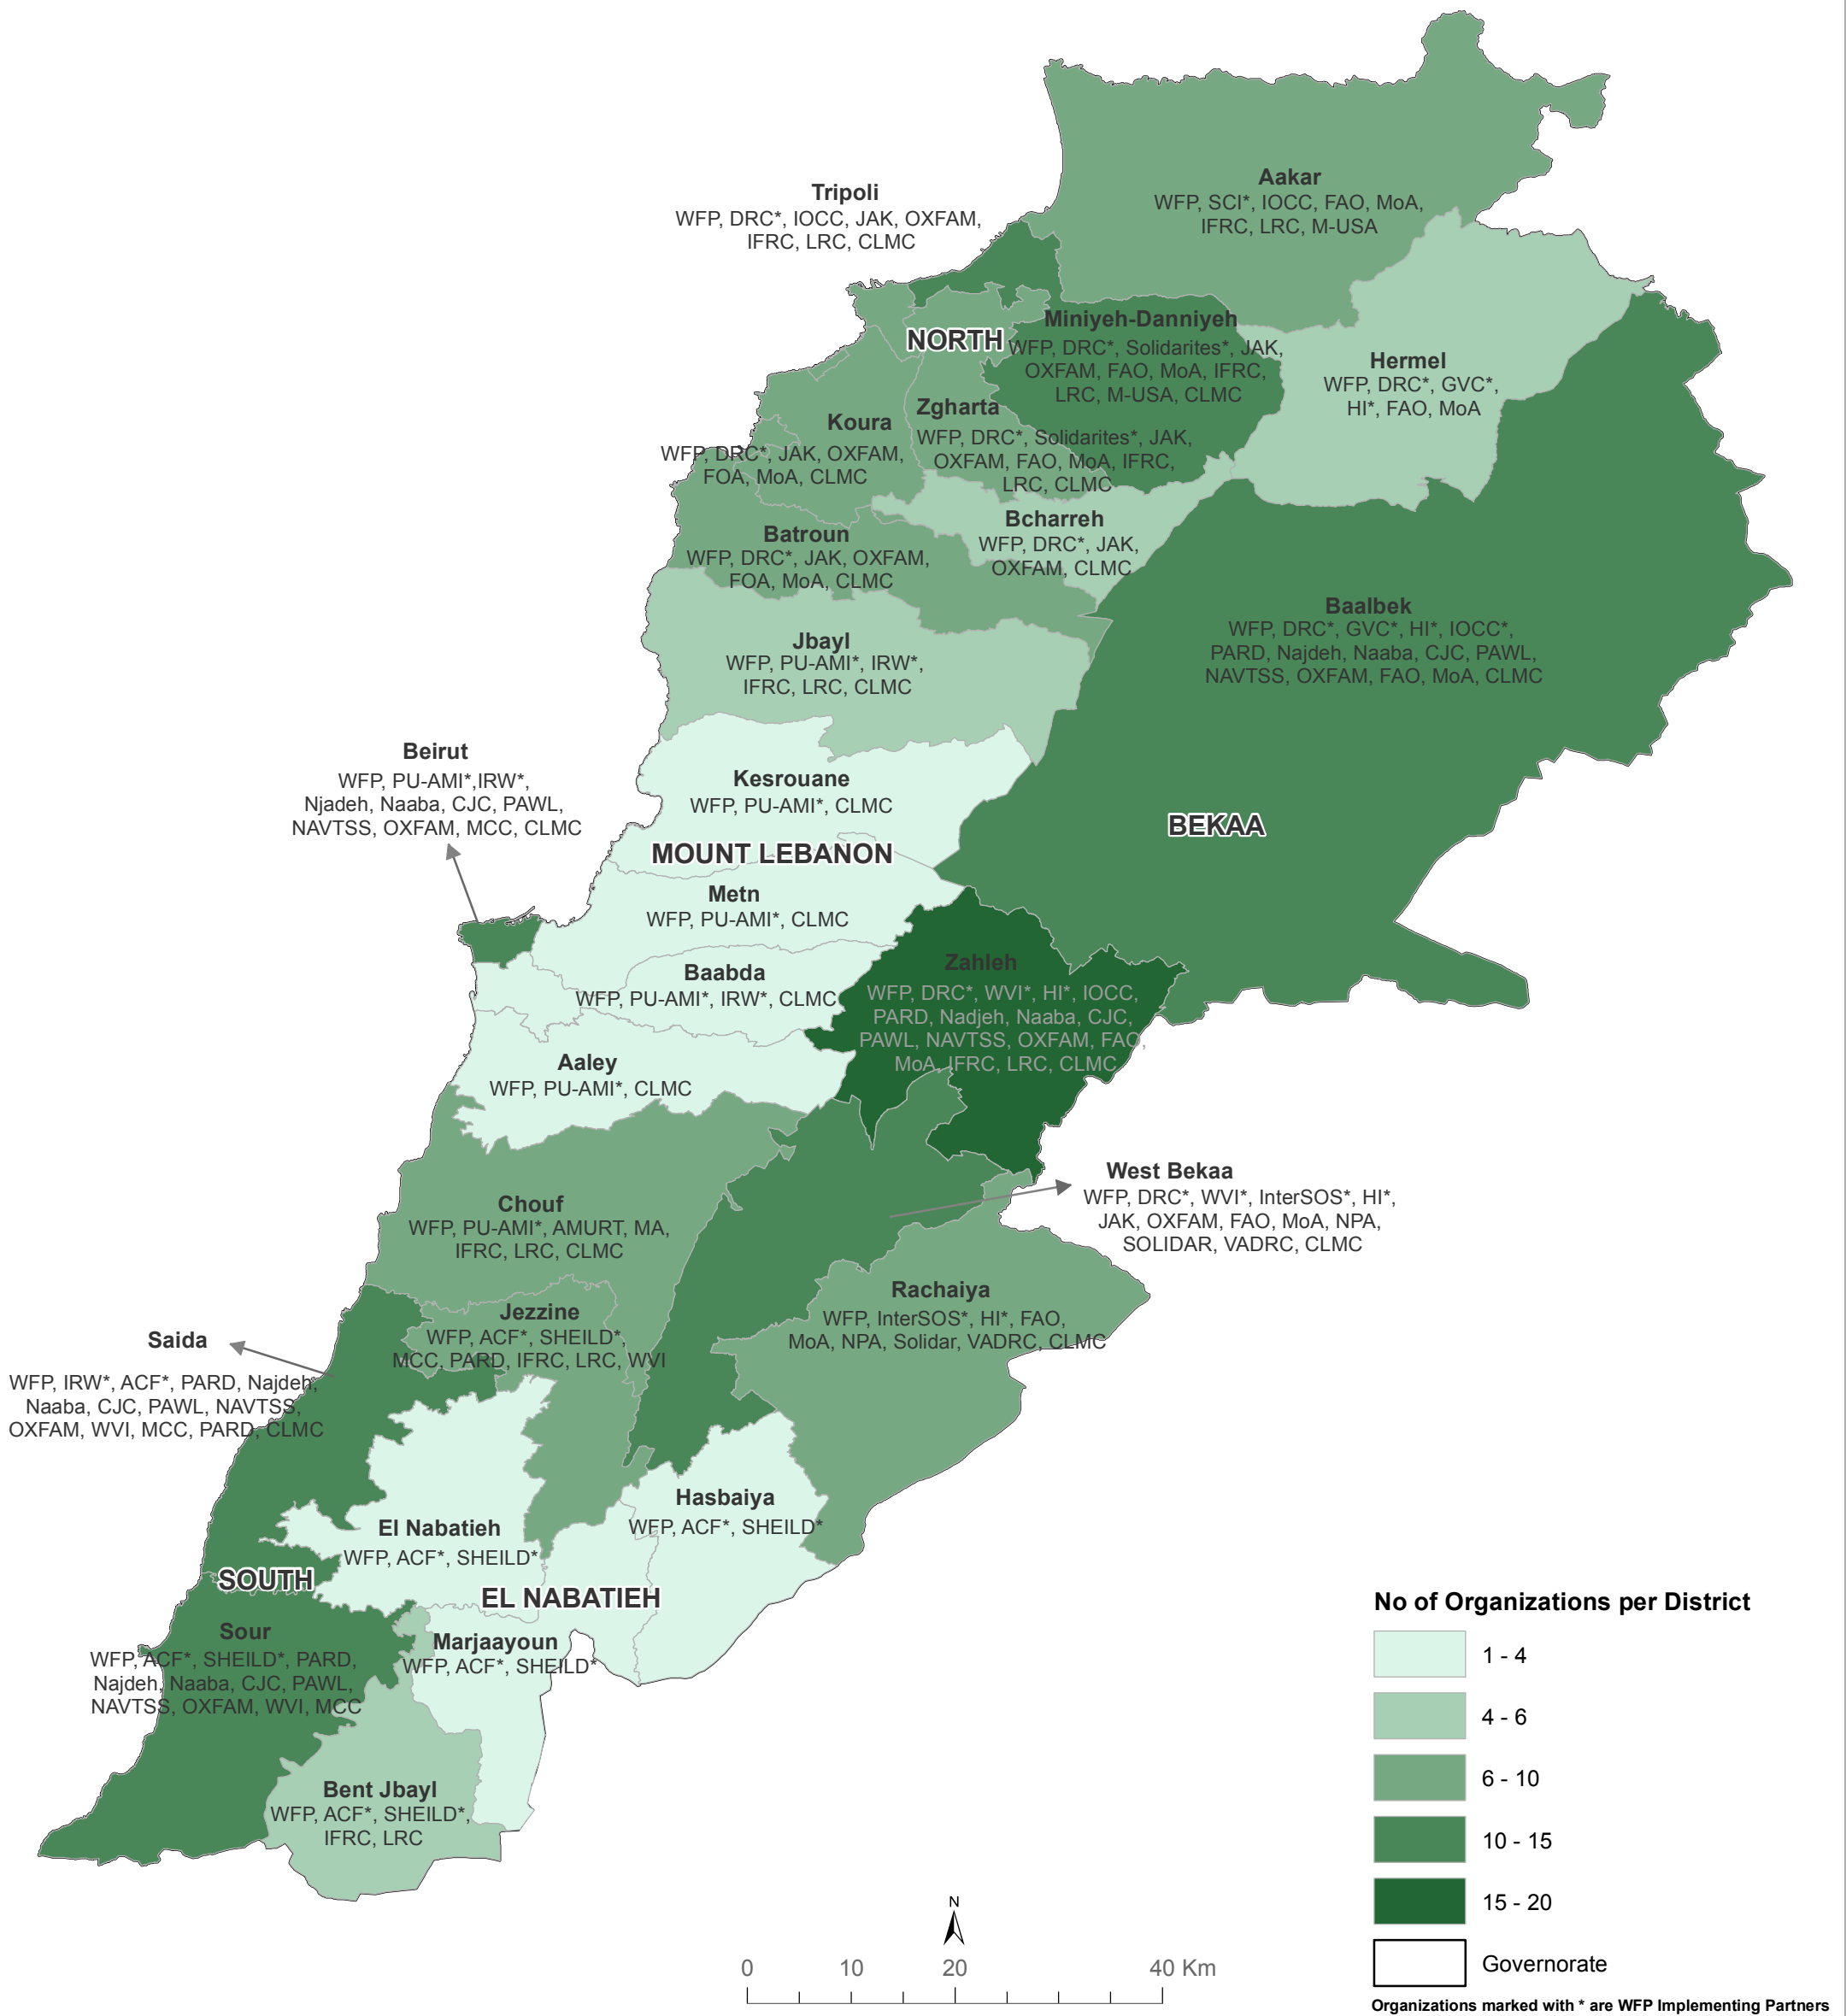 Aakar
WFP, SCI*, IOCC, FAO, MoA,
IFRC, LRC, M-USA
Tripoli
WFP, DRC*, IOCC, JAK, OXFAM,
IFRC, LRC, CLMC
NORTH
Miniyeh-Danniyeh
WFP, DRC*, Solidarites*, JAK,
OXFAM, FAO, MoA, IFRC,
LRC, M-USA, CLMC
Hermel
WFP, DRC*, GVC*,
HI*, FAO, MoA
Koura
WFP, DRC*, JAK, OXFAM,
FOA, MoA, CLMC
Zgharta
WFP, DRC*, Solidarites*, JAK,
OXFAM, FAO, MoA, IFRC,
LRC, CLMC
Bcharreh
WFP, DRC*, JAK,
OXFAM, CLMC
Batroun
WFP, DRC*, JAK, OXFAM,
FOA, MoA, CLMC
Baalbek
WFP, DRC*, GVC*, HI*, IOCC*,
PARD, Najdeh, Naaba, CJC, PAWL,
NAVTSS, OXFAM, FAO, MoA, CLMC
Jbayl
WFP, PU-AMI*, IRW*,
IFRC, LRC, CLMC
Beirut
WFP, PU-AMI*,IRW*,
Njadeh, Naaba, CJC, PAWL,
NAVTSS, OXFAM, MCC, CLMC
Kesrouane
WFP, PU-AMI*, CLMC
BEKAA
MOUNT LEBANON
Metn
WFP, PU-AMI*, CLMC
Baabda
WFP, PU-AMI*, IRW*, CLMC
Zahleh
WFP, DRC*, WVI*, HI*, IOCC,
PARD, Nadjeh, Naaba, CJC,
PAWL, NAVTSS, OXFAM, FAO,
MoA, IFRC, LRC, CLMC
Aaley
WFP, PU-AMI*, CLMC
West Bekaa
WFP, DRC*, WVI*, InterSOS*, HI*,
JAK, OXFAM, FAO, MoA, NPA,
SOLIDAR, VADRC, CLMC
Chouf
WFP, PU-AMI*, AMURT, MA,
IFRC, LRC, CLMC
Rachaiya
WFP, InterSOS*, HI*, FAO,
MoA, NPA, Solidar, VADRC, CLMC
Jezzine
WFP, ACF*, SHEILD*,
MCC, PARD, IFRC, LRC, WVI
Saida
WFP, IRW*, ACF*, PARD, Najdeh,
Naaba, CJC, PAWL, NAVTSS,
OXFAM, WVI, MCC, PARD, CLMC
Hasbaiya
WFP, ACF*, SHEILD*
El Nabatieh
WFP, ACF*, SHEILD*
SOUTH
EL NABATIEH
Sour
WFP, ACF*, SHEILD*, PARD,
Najdeh, Naaba, CJC, PAWL,
NAVTSS, OXFAM, WVI, MCC
Marjaayoun
WFP, ACF*, SHEILD*
Bent Jbayl
WFP, ACF*, SHEILD*,
IFRC, LRC
No of Organizations per District
1 - 4
4 - 6
6 - 10
10 - 15
15 - 20
Governorate
Organizations marked with * are WFP Implementing Partners
N
0 10 20 40 Km